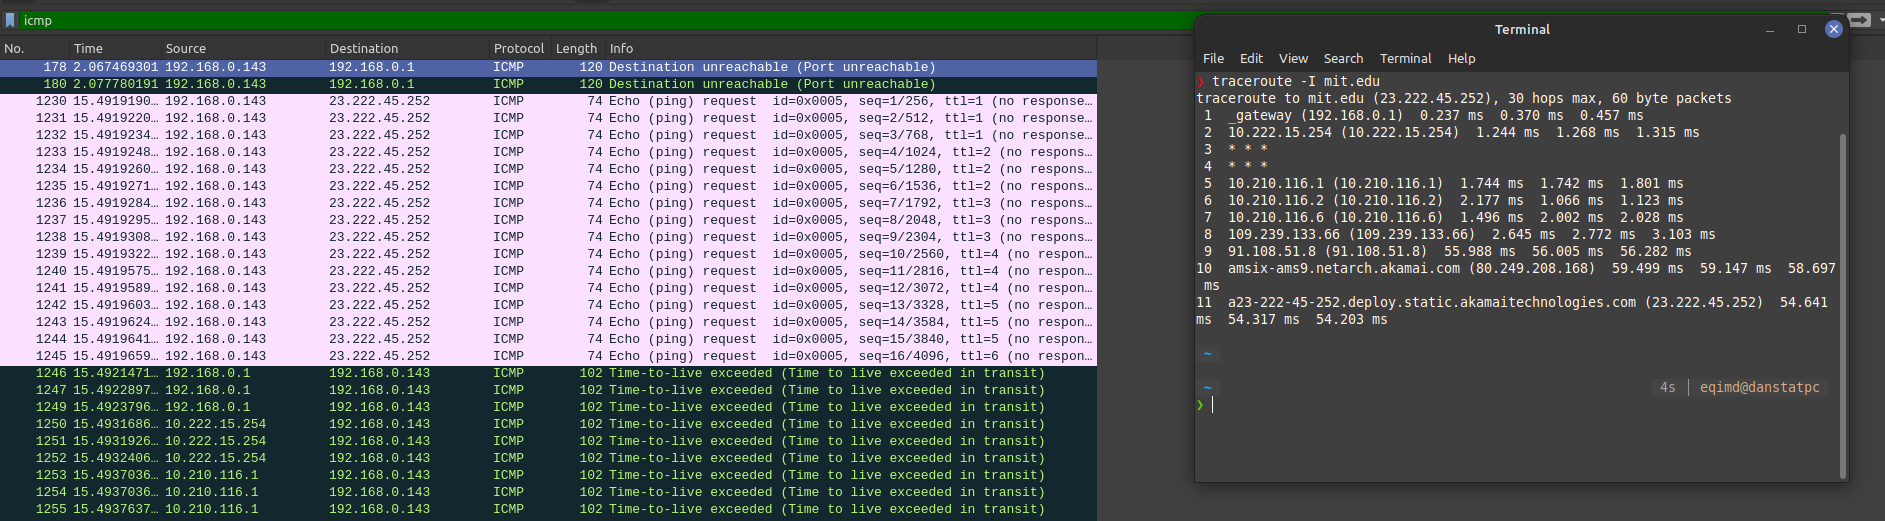 icmp
No. Time Source Destination Protocol Length Info
178 2.067469301 192.168.0.143 192.168.0.1 ICMP 120 Destination unreachable (Port unreachable)
180 2.077780191 192.168.0.143 192.168.0.1 ICMP 120 Destination unreachable (Port unreachable)
1230 15.4919190… 192.168.0.143 23.222.45.252 ICMP 74 Echo (ping) request id=0x0005, seq=1/256, ttl=1 (no response…
1231 15.4919220… 192.168.0.143 23.222.45.252 ICMP 74 Echo (ping) request id=0x0005, seq=2/512, ttl=1 (no response…
1232 15.4919234… 192.168.0.143 23.222.45.252 ICMP 74 Echo (ping) request id=0x0005, seq=3/768, ttl=1 (no response…
1233 15.4919248… 192.168.0.143 23.222.45.252 ICMP 74 Echo (ping) request id=0x0005, seq=4/1024, ttl=2 (no respons…
1234 15.4919260… 192.168.0.143 23.222.45.252 ICMP 74 Echo (ping) request id=0x0005, seq=5/1280, ttl=2 (no respons…
1235 15.4919271… 192.168.0.143 23.222.45.252 ICMP 74 Echo (ping) request id=0x0005, seq=6/1536, ttl=2 (no respons…
1236 15.4919284… 192.168.0.143 23.222.45.252 ICMP 74 Echo (ping) request id=0x0005, seq=7/1792, ttl=3 (no respons…
1237 15.4919295… 192.168.0.143 23.222.45.252 ICMP 74 Echo (ping) request id=0x0005, seq=8/2048, ttl=3 (no respons…
1238 15.4919308… 192.168.0.143 23.222.45.252 ICMP 74 Echo (ping) request id=0x0005, seq=9/2304, ttl=3 (no respons…
1239 15.4919322… 192.168.0.143 23.222.45.252 ICMP 74 Echo (ping) request id=0x0005, seq=10/2560, ttl=4 (no respon…
1240 15.4919575… 192.168.0.143 23.222.45.252 ICMP 74 Echo (ping) request id=0x0005, seq=11/2816, ttl=4 (no respon…
1241 15.4919589… 192.168.0.143 23.222.45.252 ICMP 74 Echo (ping) request id=0x0005, seq=12/3072, ttl=4 (no respon…
1242 15.4919603… 192.168.0.143 23.222.45.252 ICMP 74 Echo (ping) request id=0x0005, seq=13/3328, ttl=5 (no respon…
1243 15.4919624… 192.168.0.143 23.222.45.252 ICMP 74 Echo (ping) request id=0x0005, seq=14/3584, ttl=5 (no respon…
1244 15.4919641… 192.168.0.143 23.222.45.252 ICMP 74 Echo (ping) request id=0x0005, seq=15/3840, ttl=5 (no respon…
1245 15.4919659… 192.168.0.143 23.222.45.252 ICMP 74 Echo (ping) request id=0x0005, seq=16/4096, ttl=6 (no respon…
1246 15.4921471… 192.168.0.1 192.168.0.143 ICMP 102 Time-to-live exceeded (Time to live exceeded in transit)
1247 15.4922897… 192.168.0.1 192.168.0.143 ICMP 102 Time-to-live exceeded (Time to live exceeded in transit)
1249 15.4923796… 192.168.0.1 192.168.0.143 ICMP 102 Time-to-live exceeded (Time to live exceeded in transit)
1250 15.4931686… 10.222.15.254 192.168.0.143 ICMP 102 Time-to-live exceeded (Time to live exceeded in transit)
1251 15.4931926… 10.222.15.254 192.168.0.143 ICMP 102 Time-to-live exceeded (Time to live exceeded in transit)
1252 15.4932406… 10.222.15.254 192.168.0.143 ICMP 102 Time-to-live exceeded (Time to live exceeded in transit)
1253 15.4937036… 10.210.116.1 192.168.0.143 ICMP 102 Time-to-live exceeded (Time to live exceeded in transit)
1254 15.4937036… 10.210.116.1 192.168.0.143 ICMP 102 Time-to-live exceeded (Time to live exceeded in transit)
1255 15.4937637… 10.210.116.1 192.168.0.143 ICMP 102 Time-to-live exceeded (Time to live exceeded in transit)
Terminal
File Edit View Search Terminal Help
❯ traceroute -I mit.edu
traceroute to mit.edu (23.222.45.252), 30 hops max, 60 byte packets
1 _gateway (192.168.0.1) 0.237 ms 0.370 ms 0.457 ms
2 10.222.15.254 (10.222.15.254) 1.244 ms 1.268 ms 1.315 ms
3 * * *
4 * * *
5 10.210.116.1 (10.210.116.1) 1.744 ms 1.742 ms 1.801 ms
6 10.210.116.2 (10.210.116.2) 2.177 ms 1.066 ms 1.123 ms
7 10.210.116.6 (10.210.116.6) 1.496 ms 2.002 ms 2.028 ms
8 109.239.133.66 (109.239.133.66) 2.645 ms 2.772 ms 3.103 ms
9 91.108.51.8 (91.108.51.8) 55.988 ms 56.005 ms 56.282 ms
10 amsix-ams9.netarch.akamai.com (80.249.208.168) 59.499 ms 59.147 ms 58.697
ms
11 a23-222-45-252.deploy.static.akamaitechnologies.com (23.222.45.252) 54.641
ms 54.317 ms 54.203 ms
~
~ 4s │ eqimd@danstatpc
❯